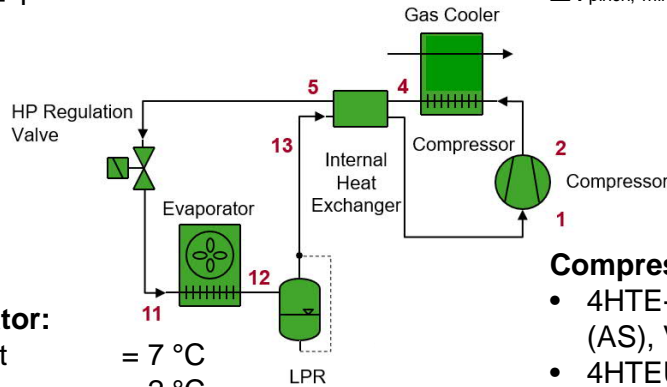 Gas Cooler
5
4
HP Regulation
Valve
13
Internal
Heat
Exchanger
Compressor
2
Compressor
1
Evaporator
12
11
LPR
tor:
t = 7 °C
Compres
• 4HTE-
(AS), V
• 4HTE